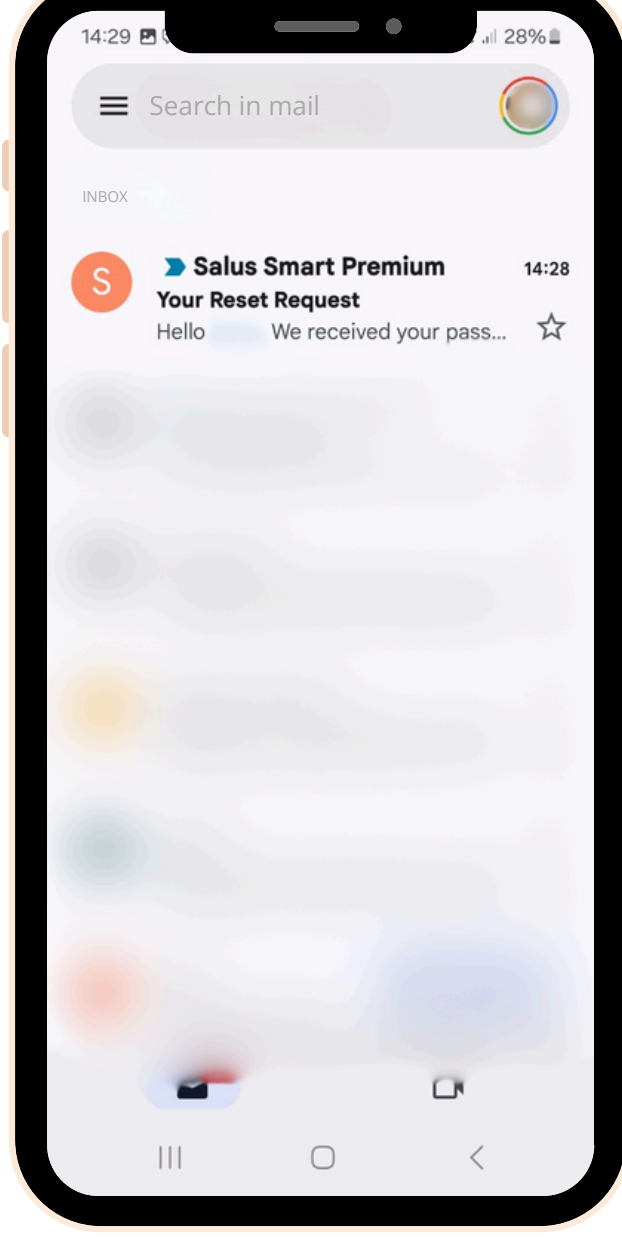 14:29 28%
Search in mail
INBOX
S Salus Smart Premium 14:28
Your Reset Request
Hello We received your pass...